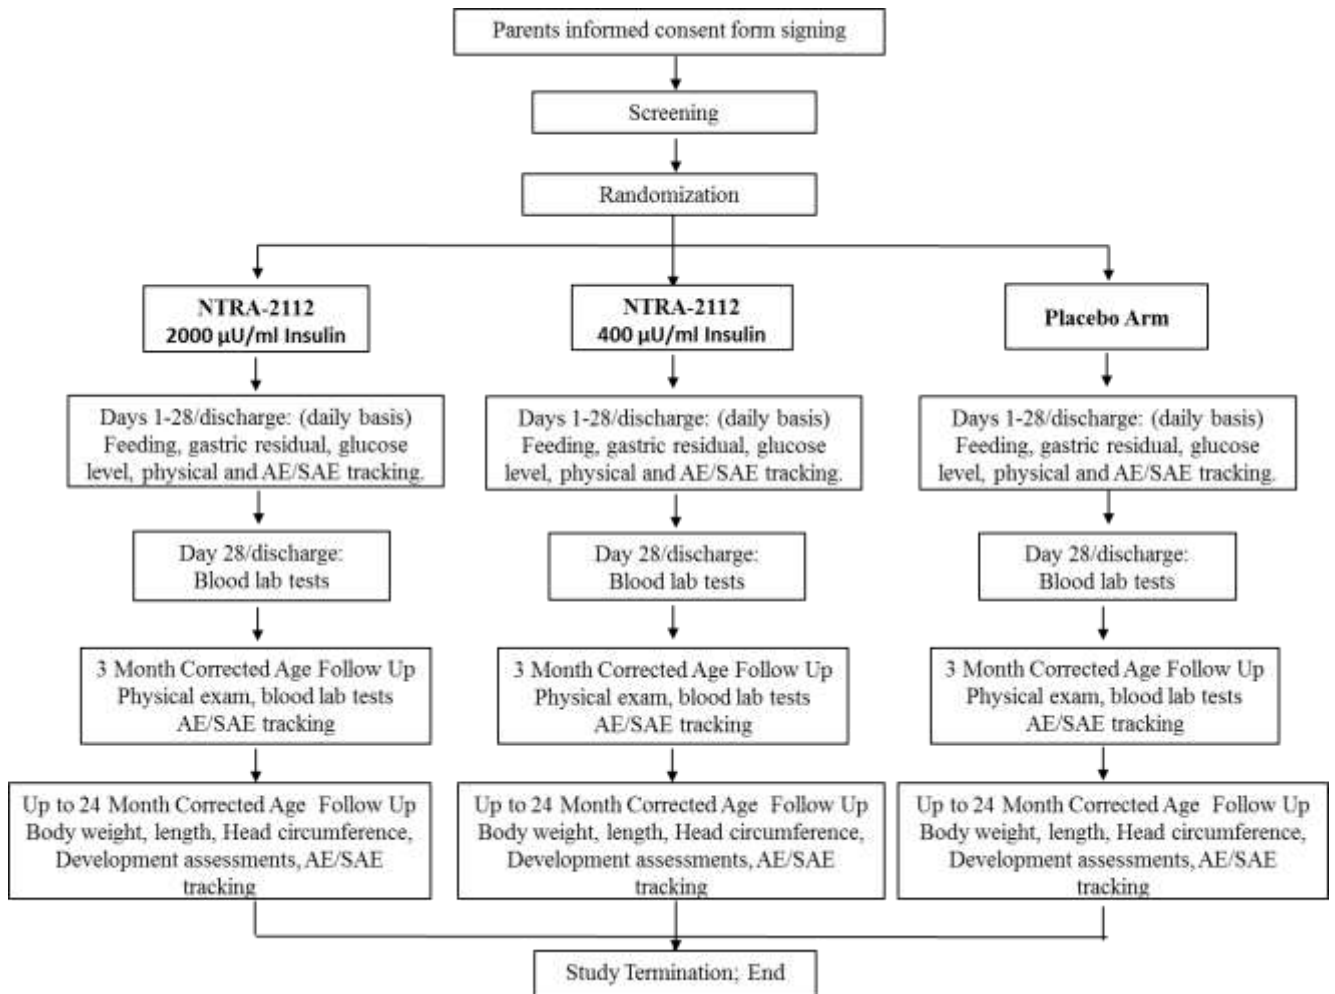 Parents informed consent form signing
Screening
Randomization
NTRA-2112
2000 µU/ml Insulin
NTRA-2112
400 µU/ml Insulin
Placebo Arm
Days 1-28/discharge: (daily basis)
Feeding, gastric residual, glucose
level, physical and AE/SAE tracking.
Days 1-28/discharge: (daily basis)
Feeding, gastric residual, glucose
level, physical and AE/SAE tracking.
Days 1-28/discharge: (daily basis)
Feeding, gastric residual, glucose
level, physical and AE/SAE tracking.
Day 28/discharge:
Blood lab tests
Day 28/discharge:
Blood lab tests
Day 28/discharge:
Blood lab tests
3 Month Corrected Age Follow Up
Physical exam, blood lab tests
AE/SAE tracking
3 Month Corrected Age Follow Up
Physical exam, blood lab tests
AE/SAE tracking
3 Month Corrected Age Follow Up
Physical exam, blood lab tests
AE/SAE tracking
Up to 24 Month Corrected Age Follow Up
Body weight, length, Head circumference,
Development assessments, AE/SAE
tracking
Up to 24 Month Corrected Age Follow Up
Body weight, length, Head circumference,
Development assessments, AE/SAE
tracking
Up to 24 Month Corrected Age Follow Up
Body weight, length, Head circumference,
Development assessments, AE/SAE
tracking
Study Termination; End